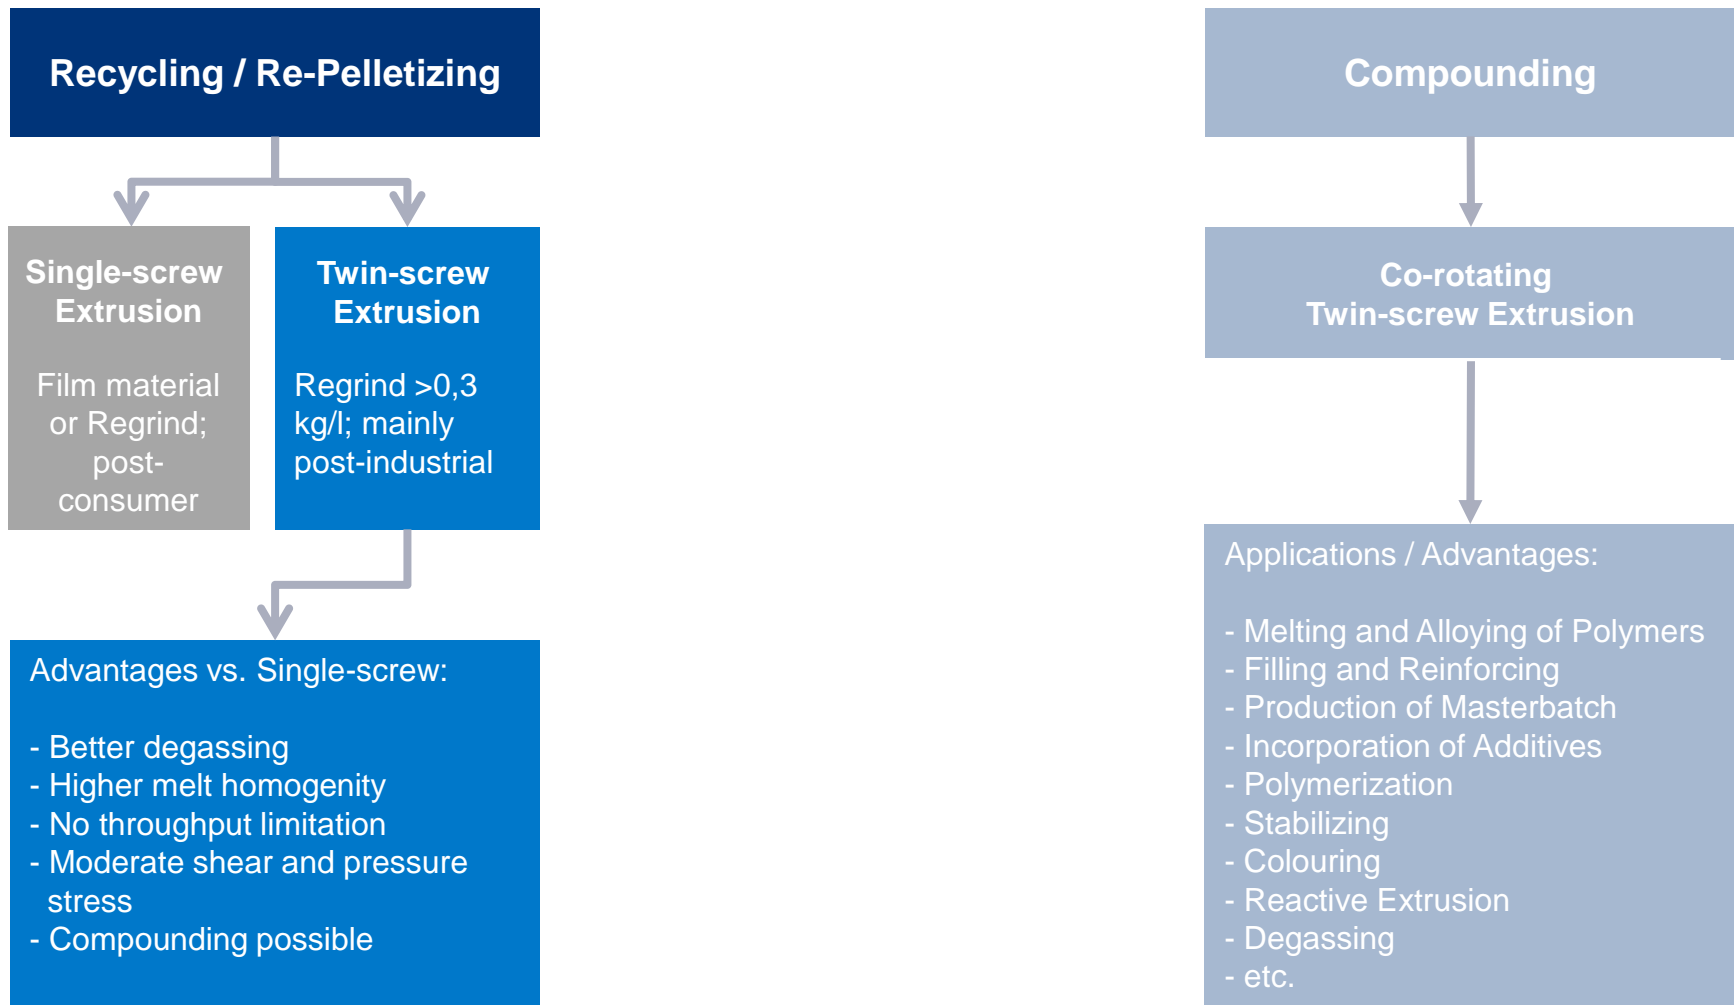 Recycling / Re-Pelletizing
Single-screw
Extrusion
Film material
or Regrind;
post-
consumer
Twin-screw
Extrusion
Regrind >0,3
kg/l; mainly
post-industrial
Advantages vs. Single-screw:
- Better degassing
- Higher melt homogenity
- No throughput limitation
- Moderate shear and pressure
stress
- Compounding possible
Compounding
Co-rotating
Twin-screw Extrusion
Applications / Advantages:
- Melting and Alloying of Polymers
- Filling and Reinforcing
- Production of Masterbatch
- Incorporation of Additives
- Polymerization
- Stabilizing
- Colouring
- Reactive Extrusion
- Degassing
- etc.